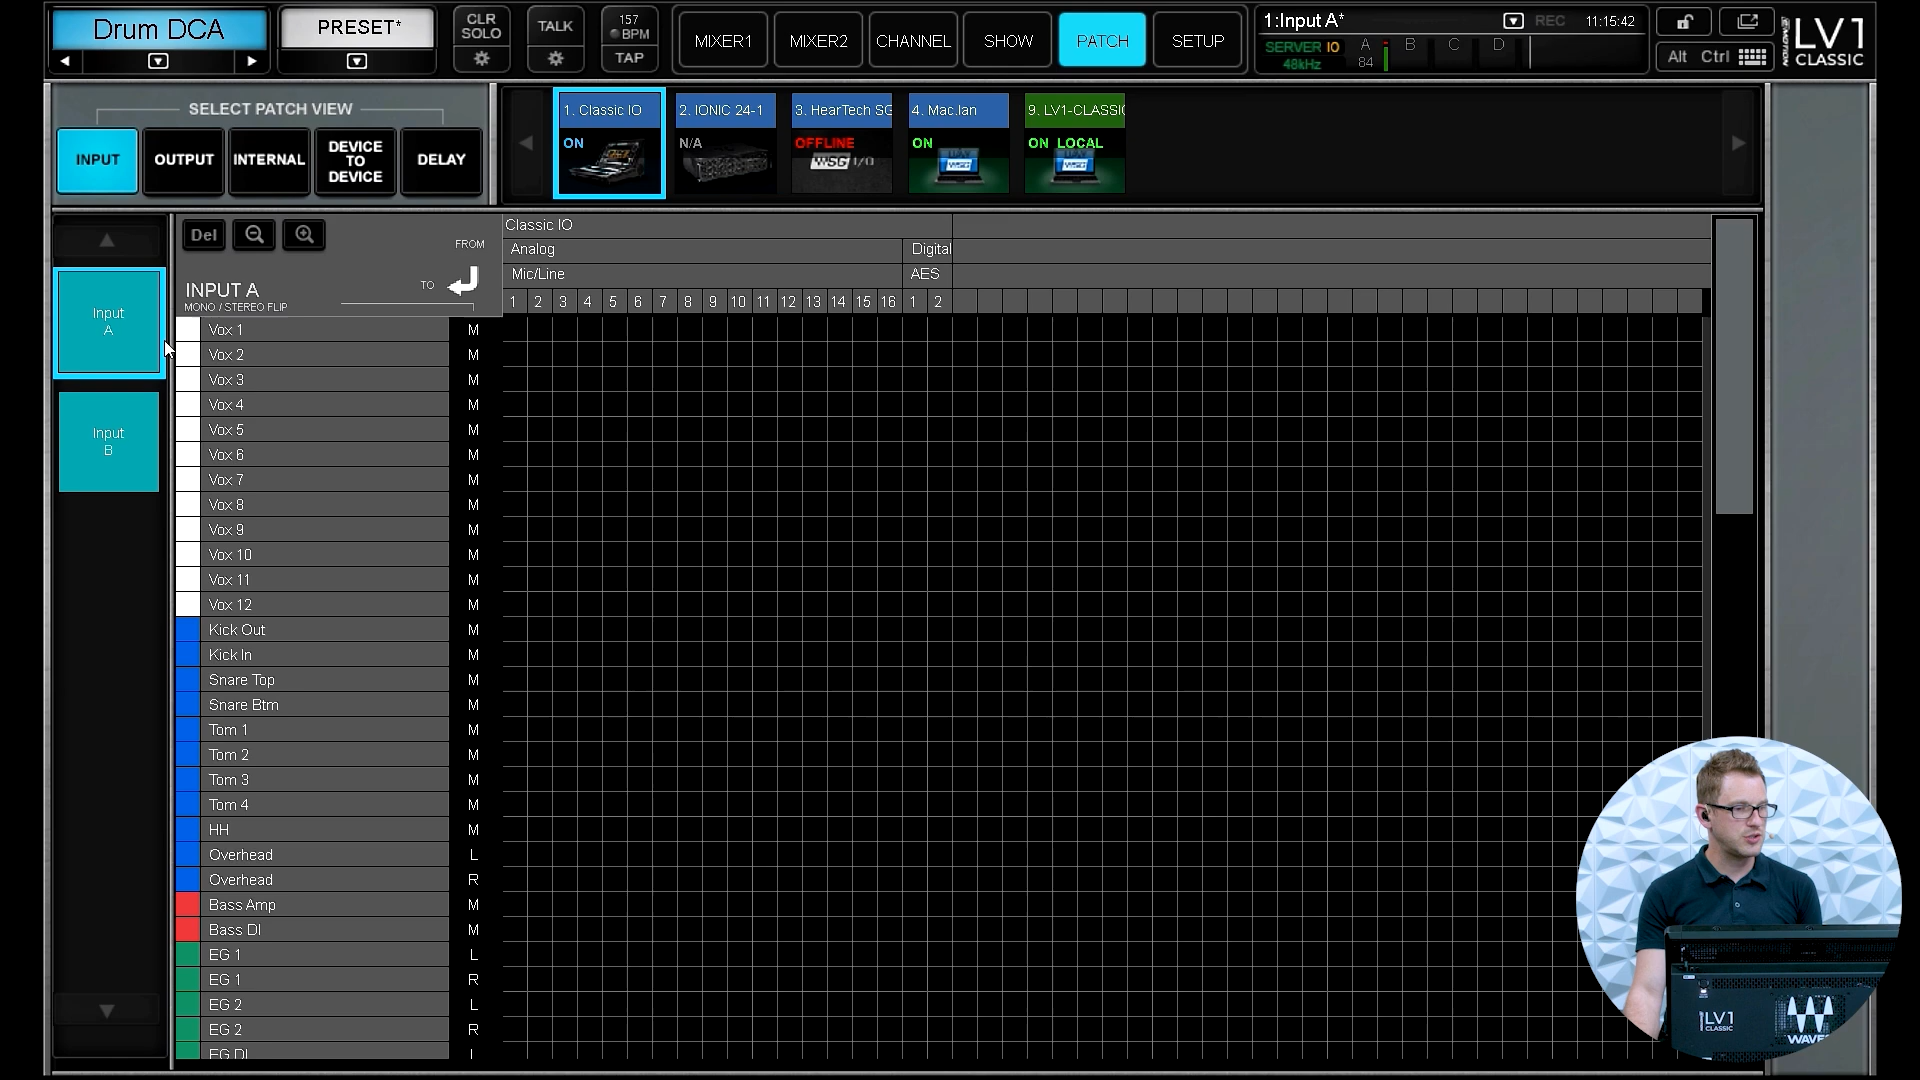 Drum DCA
PRESET*
CLR
SOLO
TALK
157
BPM
TAP
MIXER1
MIXER2
CHANNEL
SHOW
PATCH
SETUP
1:Input A*
REC
11:15:42
SERVER IO
48kHz
A
84
B
C
D
Alt
Ctrl
LV1
CLASSIC
SELECT PATCH VIEW
INPUT
OUTPUT
INTERNAL
DEVICE
TO
DEVICE
DELAY
1. Classic IO
ON
2. IONIC 24-1
N/A
3. HearTech SG
OFFLINE
WSG I/O
4. Mac.lan
ON
WSG
9. LV1-CLASSIC
ON LOCAL
WSG
Input
A
Input
B
Del
FROM
TO
INPUT A
MONO / STEREO FLIP
Classic IO
Analog
Digital
Mic/Line
AES
1 2 3 4 5 6 7 8 9 10 11 12 13 14 15 16 1 2
Vox 1 M
Vox 2 M
Vox 3 M
Vox 4 M
Vox 5 M
Vox 6 M
Vox 7 M
Vox 8 M
Vox 9 M
Vox 10 M
Vox 11 M
Vox 12 M
Kick Out M
Kick In M
Snare Top M
Snare Btm M
Tom 1 M
Tom 2 M
Tom 3 M
Tom 4 M
HH M
Overhead L
Overhead R
Bass Amp M
Bass DI M
EG 1 L
EG 1 R
EG 2 L
EG 2 R
EG DI L
LV1
CLASSIC
WAVES